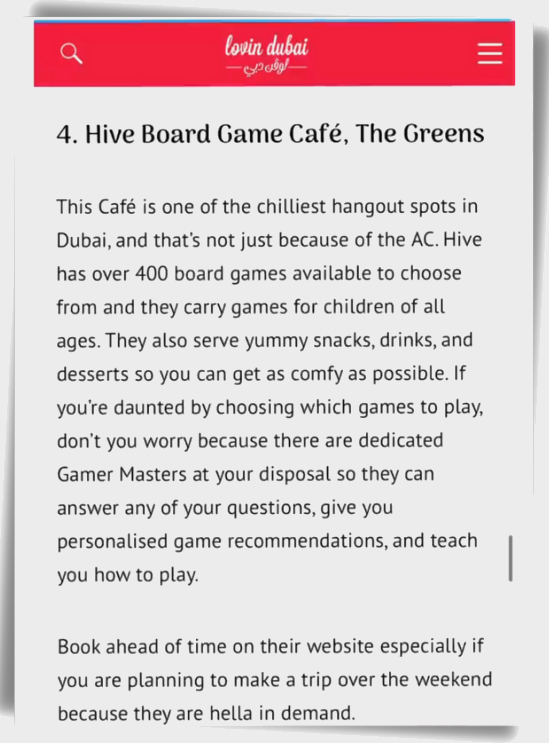 lovin dubai
لوڤن دبي
4. Hive Board Game Café, The Greens
This Café is one of the chilliest hangout spots in
Dubai, and that's not just because of the AC. Hive
has over 400 board games available to choose
from and they carry games for children of all
ages. They also serve yummy snacks, drinks, and
desserts so you can get as comfy as possible. If
you're daunted by choosing which games to play,
don't you worry because there are dedicated
Gamer Masters at your disposal so they can
answer any of your questions, give you
personalised game recommendations, and teach
you how to play.
Book ahead of time on their website especially if
you are planning to make a trip over the weekend
because they are hella in demand.